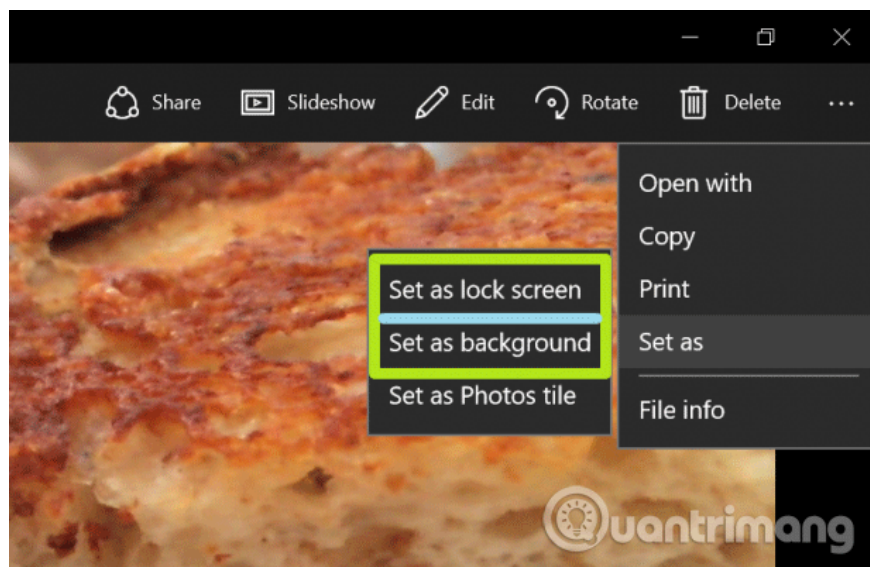 Share Slideshow Edit Rotate Delete ...
Open with
Copy
Print
Set as
File info
Set as lock screen
Set as background
Set as Photos tile
Quantrimang